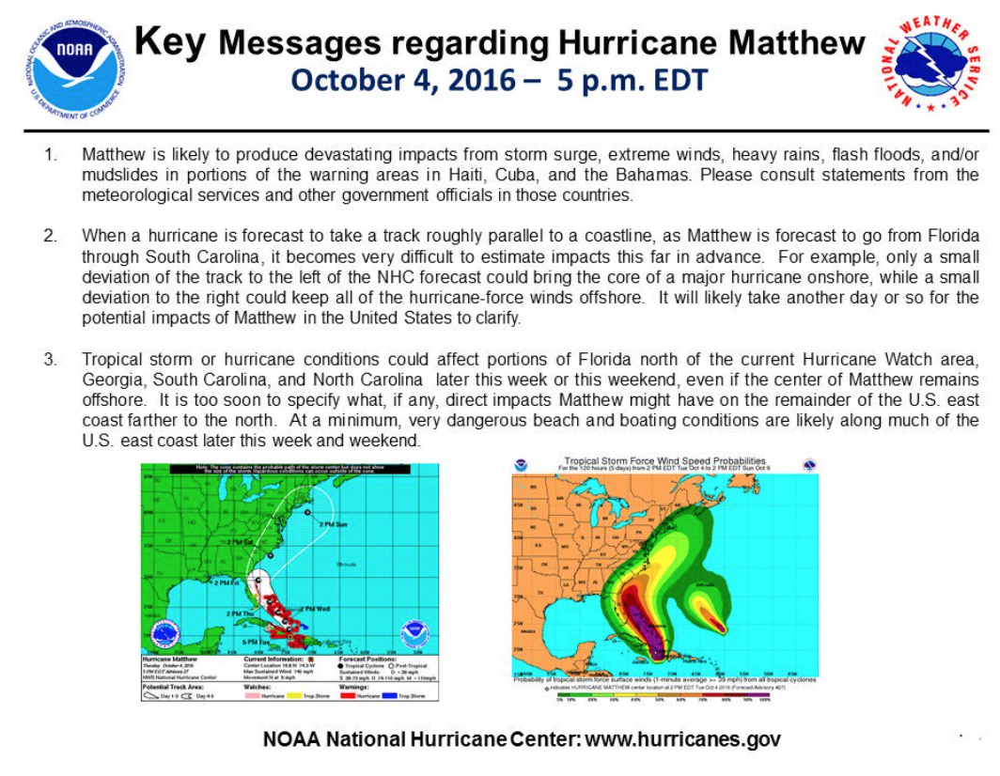 NATIONAL OCEANIC AND ATMOSPHERIC ADMINISTRATION
NOAA
U.S. DEPARTMENT OF COMMERCE
Key Messages regarding Hurricane Matthew
October 4, 2016 – 5 p.m. EDT
NATIONAL WEATHER SERVICE
1. Matthew is likely to produce devastating impacts from storm surge, extreme winds, heavy rains, flash floods, and/or
mudslides in portions of the warning areas in Haiti, Cuba, and the Bahamas. Please consult statements from the
meteorological services and other government officials in those countries.
2. When a hurricane is forecast to take a track roughly parallel to a coastline, as Matthew is forecast to go from Florida
through South Carolina, it becomes very difficult to estimate impacts this far in advance. For example, only a small
deviation of the track to the left of the NHC forecast could bring the core of a major hurricane onshore, while a small
deviation to the right could keep all of the hurricane-force winds offshore. It will likely take another day or so for the
potential impacts of Matthew in the United States to clarify.
3. Tropical storm or hurricane conditions could affect portions of Florida north of the current Hurricane Watch area,
Georgia, South Carolina, and North Carolina later this week or this weekend, even if the center of Matthew remains
offshore. It is too soon to specify what, if any, direct impacts Matthew might have on the remainder of the U.S. east
coast farther to the north. At a minimum, very dangerous beach and boating conditions are likely along much of the
U.S. east coast later this week and weekend.
Note: The cone contains the probable path of the storm center but does not show
the size of the storm. Hazardous conditions can occur outside of the cone.
2 PM Sun
2 PM Sat
Bermuda
2 PM Fri
2 PM Wed
2 PM Thu
5 PM Tue
Hurricane Matthew
Tuesday October 4, 2016
5 PM EDT Advisory 27
NWS National Hurricane Center
Current Information:
Center Location 18.8 N 74.3 W
Max Sustained Wind 140 mph
Movement N at 9 mph
Forecast Positions:
Tropical Cyclone Post-Tropical
Sustained Winds: D < 39 mph
S 39-73 mph H 74-110 mph M > 110mph
Potential Track Area:
Day 1-3 Day 4-5
Watches:
Hurricane Trop.Storm
Warnings:
Hurricane Trop.Storm
Tropical Storm Force Wind Speed Probabilities
For the 120 hours (5 days) from 2 PM EDT Tue Oct 4 to 2 PM EDT Sun Oct 9
Probability of tropical storm force surface winds (1-minute average >= 39 mph) from all tropical cyclones
indicates HURRICANE MATTHEW center location at 2 PM EDT Tue Oct 4 2016 (Forecast/Advisory #27)
5% 10% 20% 30% 40% 50% 60% 70% 80% 90% 100%
NOAA National Hurricane Center: www.hurricanes.gov